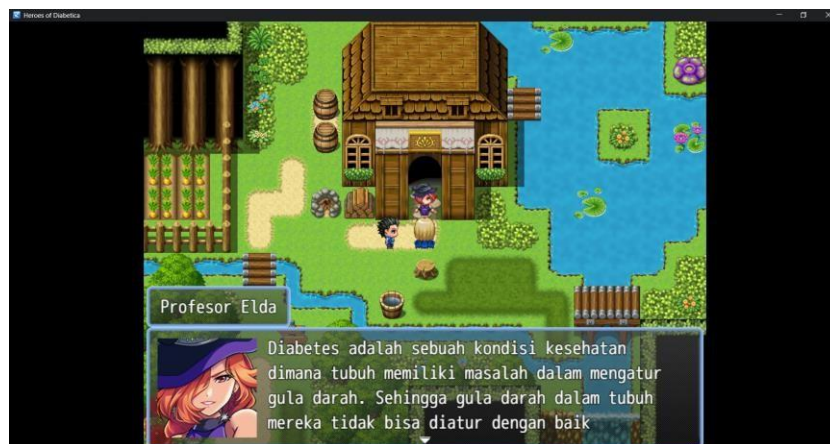 Heroes of Diabetica
Profesor Elda
Diabetes adalah sebuah kondisi kesehatan
dimana tubuh memiliki masalah dalam mengatur
gula darah. Sehingga gula darah dalam tubuh
mereka tidak bisa diatur dengan baik